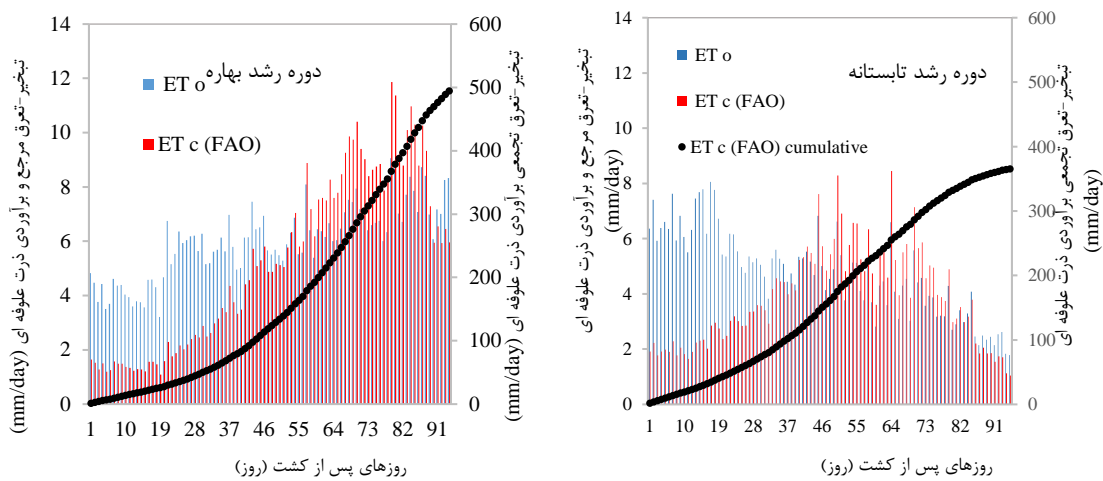 14
12
10
8
6
4
2
0
600
500
400
300
200
100
0
ET o
دوره رشد بهاره
ET c (FAO)
تبخیر-تعرق مرجع و برآوردی ذرت علوفه ای (mm/day)
تبخیر-تعرق تجمعی برآوردی ذرت علوفه ای (mm/day)
1 10 19 28 37 46 55 64 73 82 91
روزهای پس از کشت (روز)
14
12
10
8
6
4
2
0
600
500
400
300
200
100
0
ET o
دوره رشد تابستانه
ET c (FAO)
ET c (FAO) cumulative
تبخیر-تعرق مرجع و برآوردی ذرت علوفه ای
(mm/day)
تبخیر-تعرق تجمعی برآوردی ذرت علوفه ای
(mm/day)
1 10 19 28 37 46 55 64 73 82 91
روزهای پس از کشت (روز)